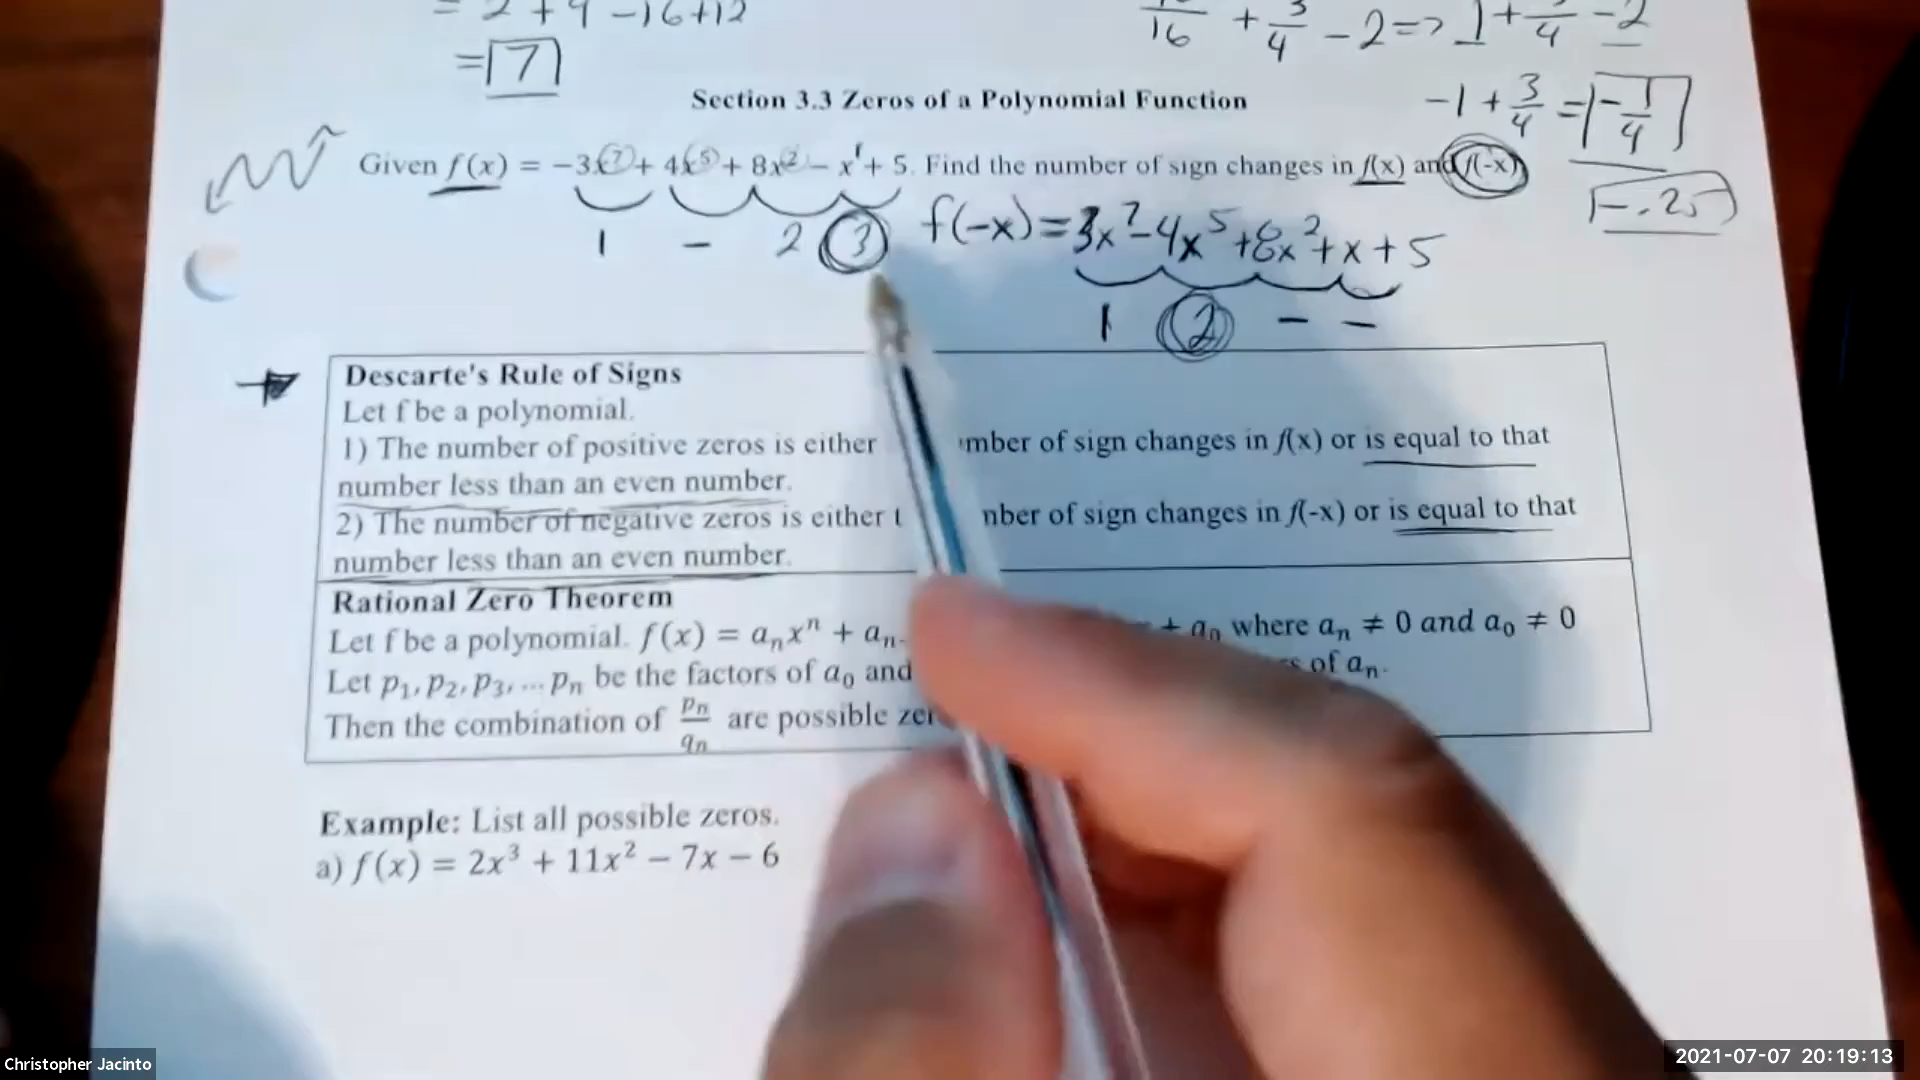 = 2 + 4 - 16 + 12
= 7
16 + 3/4 - 2 => 1 + 3/4 - 2
-1 + 3/4 = -1/4
-.25
Section 3.3 Zeros of a Polynomial Function
Given f(x) = −3x⁷ + 4x⁵ + 8x² − x¹ + 5. Find the number of sign changes in f(x) and f(-x)
1 - 2 3
f(-x) = 3x⁷ - 4x⁵ + 8x² + x + 5
1 2 - -
Descarte's Rule of Signs
Let f be a polynomial.
1) The number of positive zeros is either mber of sign changes in f(x) or is equal to that
number less than an even number.
2) The number of negative zeros is either t nber of sign changes in f(-x) or is equal to that
number less than an even number.
Rational Zero Theorem
Let f be a polynomial. f(x) = aₙxⁿ + aₙ₋ + a₀ where aₙ ≠ 0 and a₀ ≠ 0
Let p₁, p₂, p₃, ... pₙ be the factors of a₀ and of aₙ.
Then the combination of pₙ/qₙ are possible
Example: List all possible zeros.
a) f(x) = 2x³ + 11x² − 7x − 6
Christopher Jacinto
2021-07-07 20:19:13